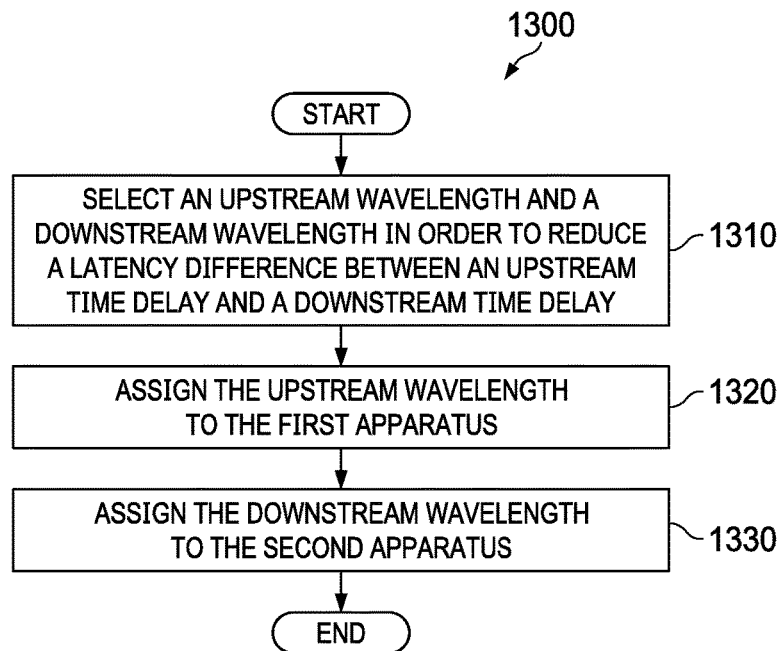 1300
START
SELECT AN UPSTREAM WAVELENGTH AND A
DOWNSTREAM WAVELENGTH IN ORDER TO REDUCE
A LATENCY DIFFERENCE BETWEEN AN UPSTREAM
TIME DELAY AND A DOWNSTREAM TIME DELAY
1310
ASSIGN THE UPSTREAM WAVELENGTH
TO THE FIRST APPARATUS
1320
ASSIGN THE DOWNSTREAM WAVELENGTH
TO THE SECOND APPARATUS
1330
END